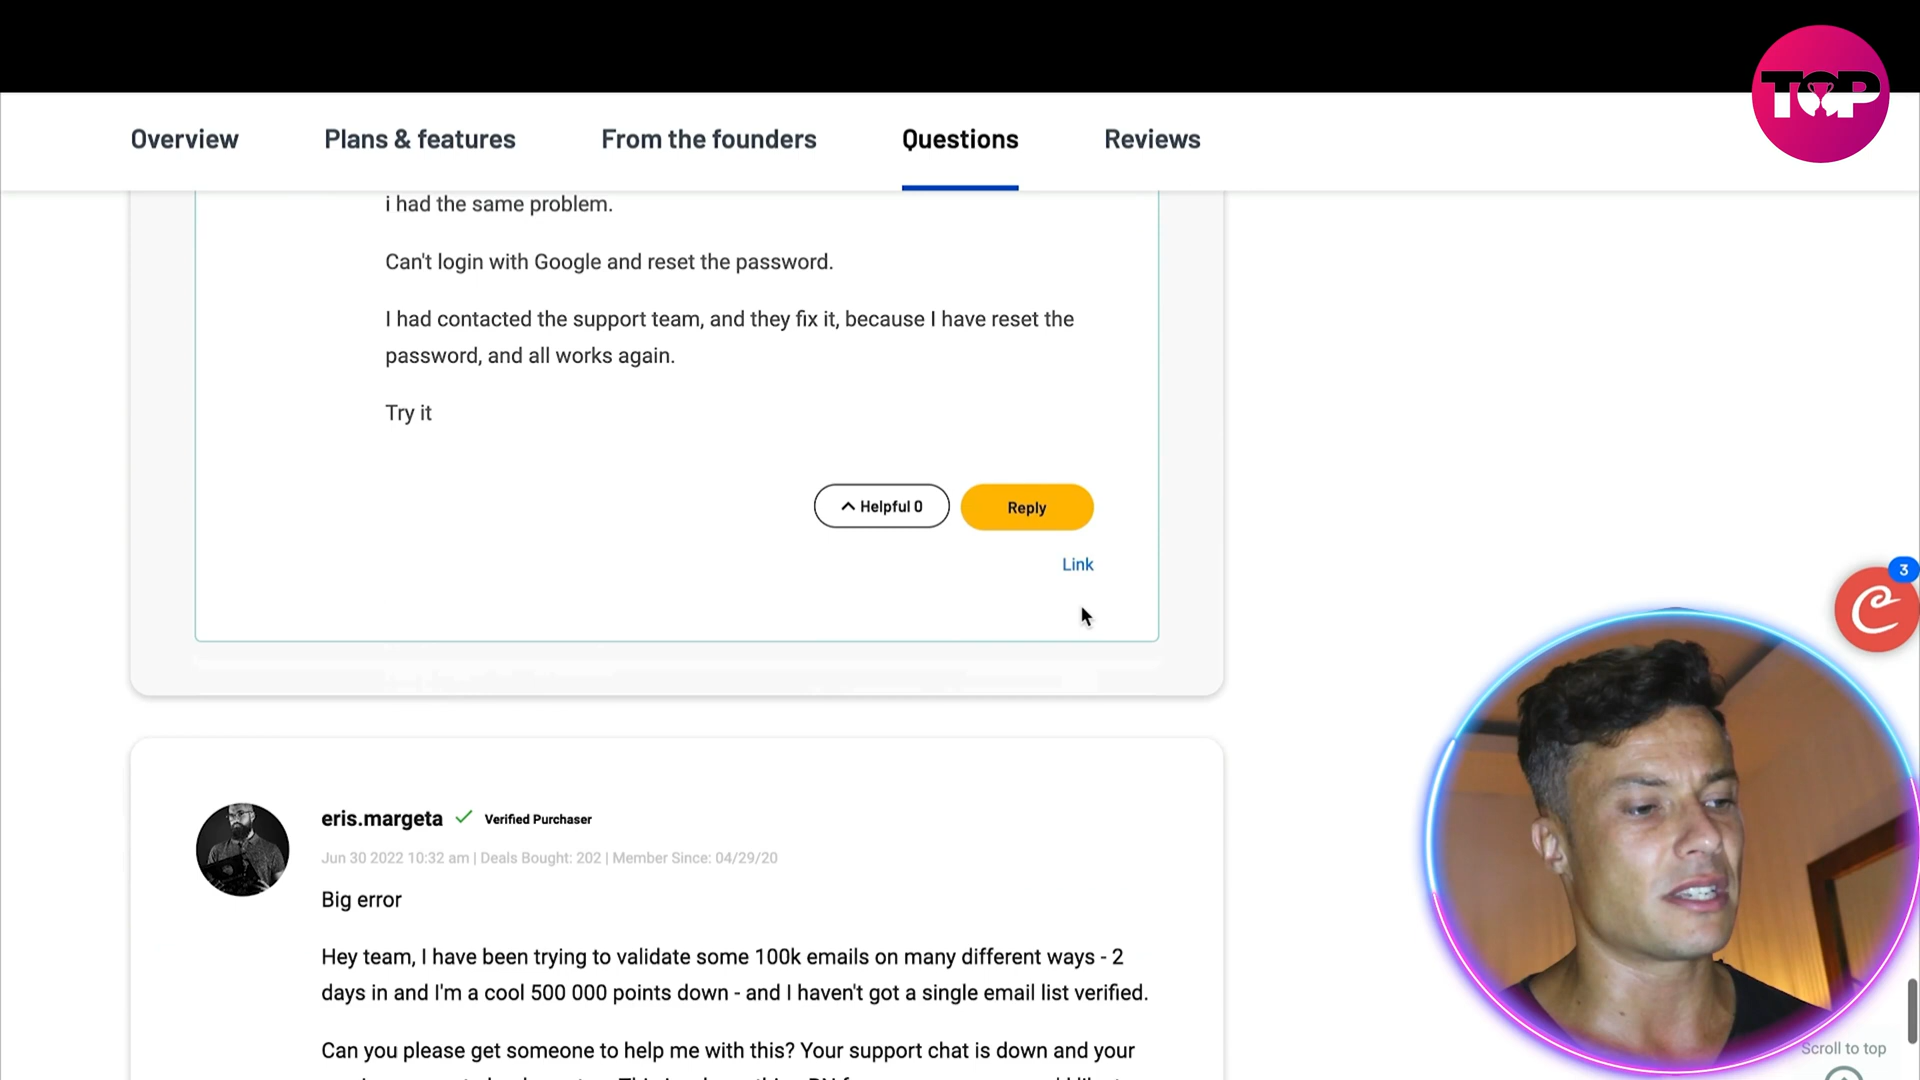 TOP
Overview Plans & features From the founders Questions Reviews
i had the same problem.
Can't login with Google and reset the password.
I had contacted the support team, and they fix it, because I have reset the
password, and all works again.
Try it
Helpful 0 Reply
Link
3
eris.margeta Verified Purchaser
Jun 30 2022 10:32 am | Deals Bought: 202 | Member Since: 04/29/20
Big error
Hey team, I have been trying to validate some 100k emails on many different ways - 2
days in and I'm a cool 500 000 points down - and I haven't got a single email list verified.
Can you please get someone to help me with this? Your support chat is down and your
Scroll to top